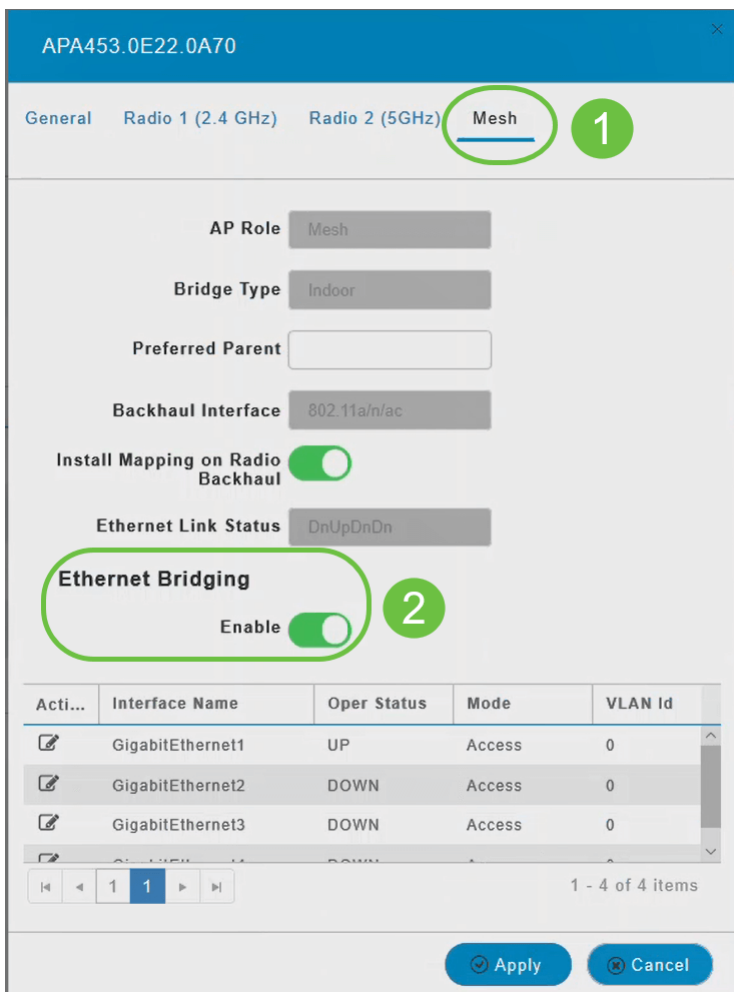 APA453.0E22.0A70
General Radio 1 (2.4 GHz) Radio 2 (5GHz) Mesh 1
AP Role Mesh
Bridge Type Indoor
Preferred Parent
Backhaul Interface 802.11a/n/ac
Install Mapping on Radio
Backhaul
Ethernet Link Status DnUpDnDn
Ethernet Bridging
2
Enable
Acti... Interface Name Oper Status Mode VLAN Id
GigabitEthernet1 UP Access 0
GigabitEthernet2 DOWN Access 0
GigabitEthernet3 DOWN Access 0
1 1 1 - 4 of 4 items
Apply Cancel